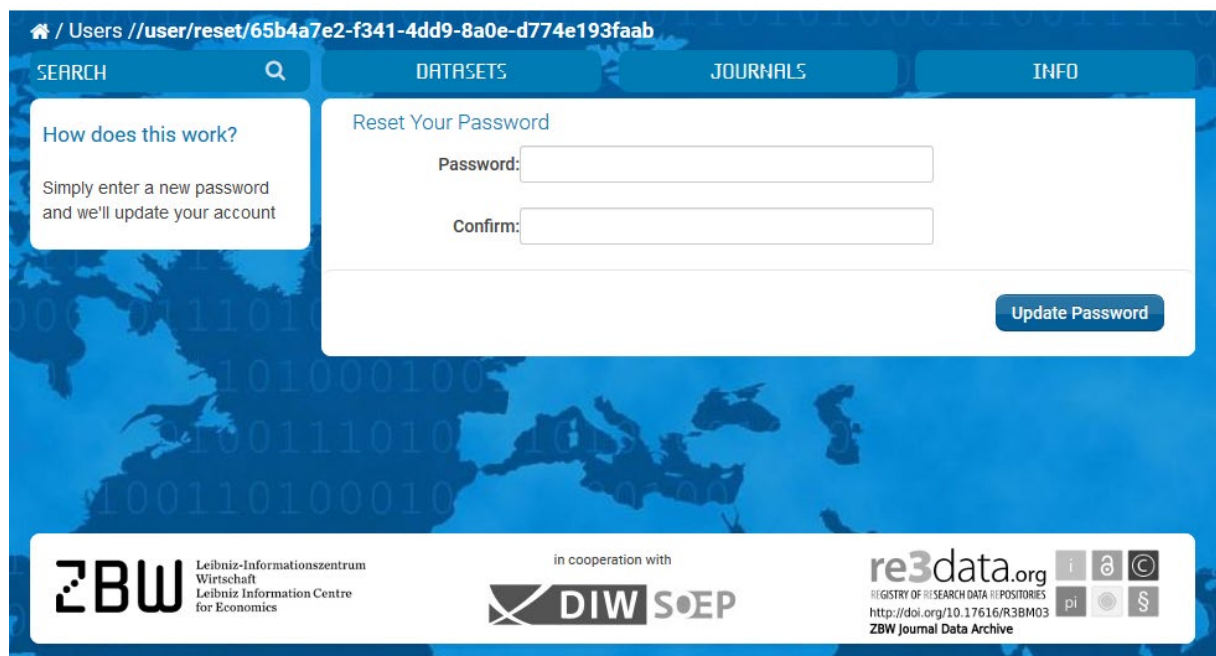 / Users //user/reset/65b4a7e2-f341-4dd9-8a0e-d774e193faab
SEARCH
DATASETS
JOURNALS
INFO
How does this work?
Simply enter a new password
and we'll update your account
Reset Your Password
Password:
Confirm:
Update Password
ZBW
Leibniz-Informationszentrum
Wirtschaft
Leibniz Information Centre
for Economics
in cooperation with
DIW SOEP
re3data.org
REGISTRY OF RESEARCH DATA REPOSITORIES
http://doi.org/10.17616/R3BM03
ZBW Journal Data Archive
i
©
pi
§